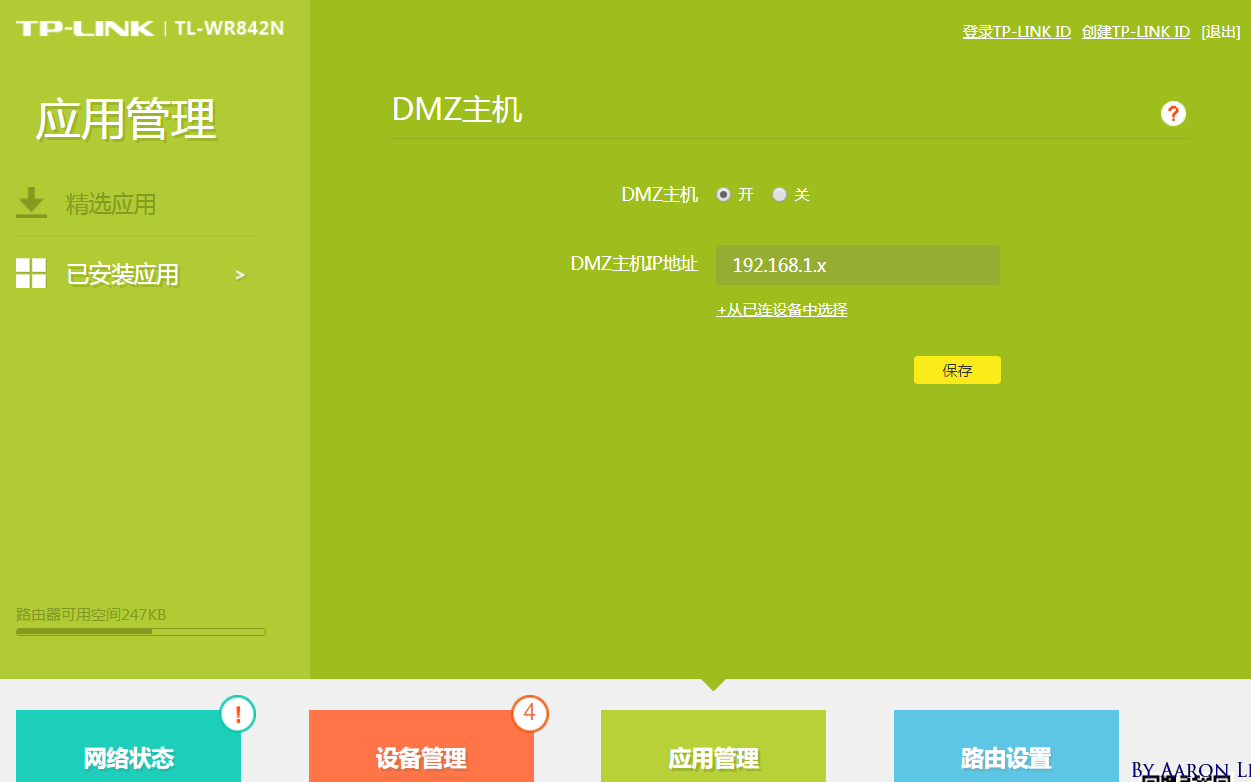 TP-LINK | TL-WR842N
登录TP-LINK ID 创建TP-LINK ID [退出]
应用管理
DMZ主机
?
精选应用
DMZ主机 开 关
已安装应用 >
DMZ主机IP地址 192.168.1.x
+从已连设备中选择
保存
路由器可用空间247KB
! 4
网络状态 设备管理 应用管理 路由设置
BY AARON